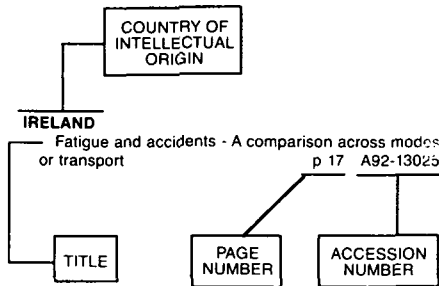 COUNTRY OF
INTELLECTUAL
ORIGIN
IRELAND
Fatigue and accidents - A comparison across modes
or transport p 17 A92-13025
TITLE
PAGE
NUMBER
ACCESSION
NUMBER